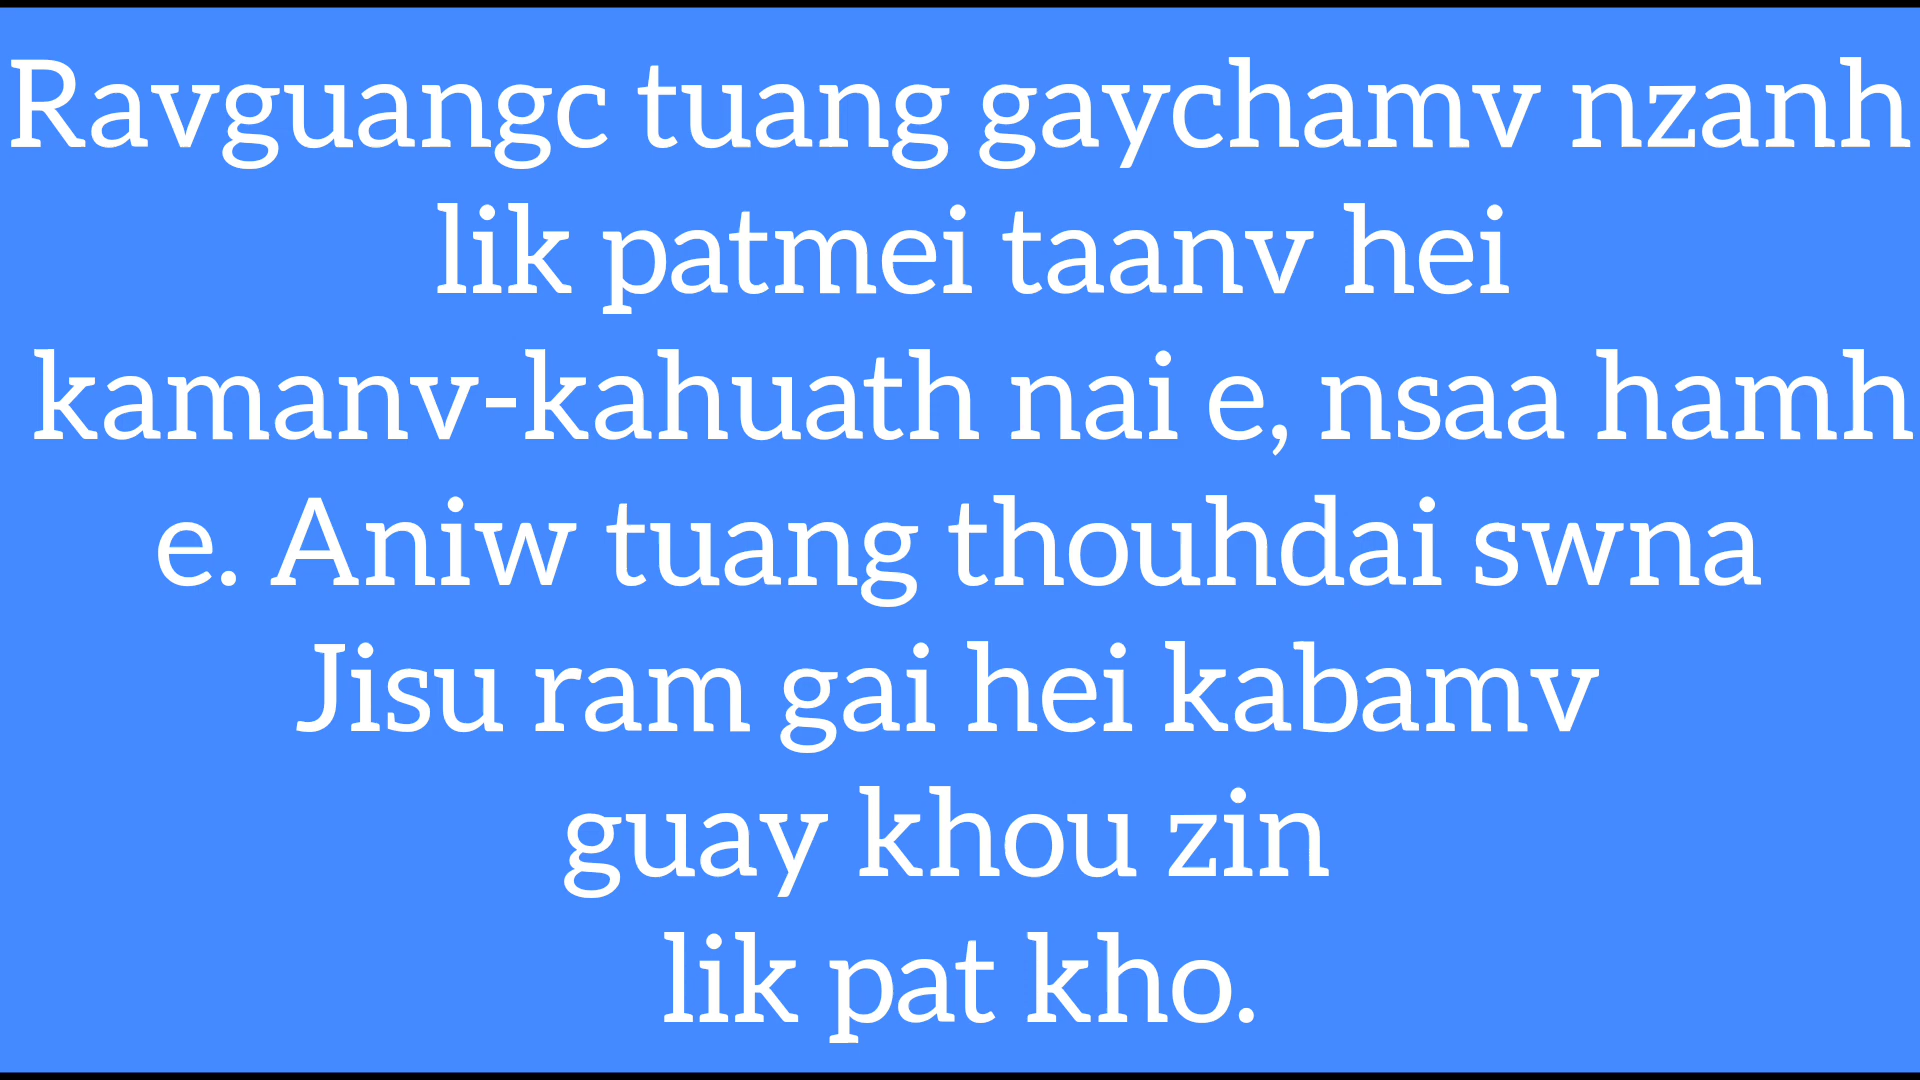 Ravguangc tuang gaychamv nzanh
lik patmei taanv hei
kamanv-kahuath nai e, nsaa hamh
e. Aniw tuang thouhdai swna
Jisu ram gai hei kabamv
guay khou zin
lik pat kho.